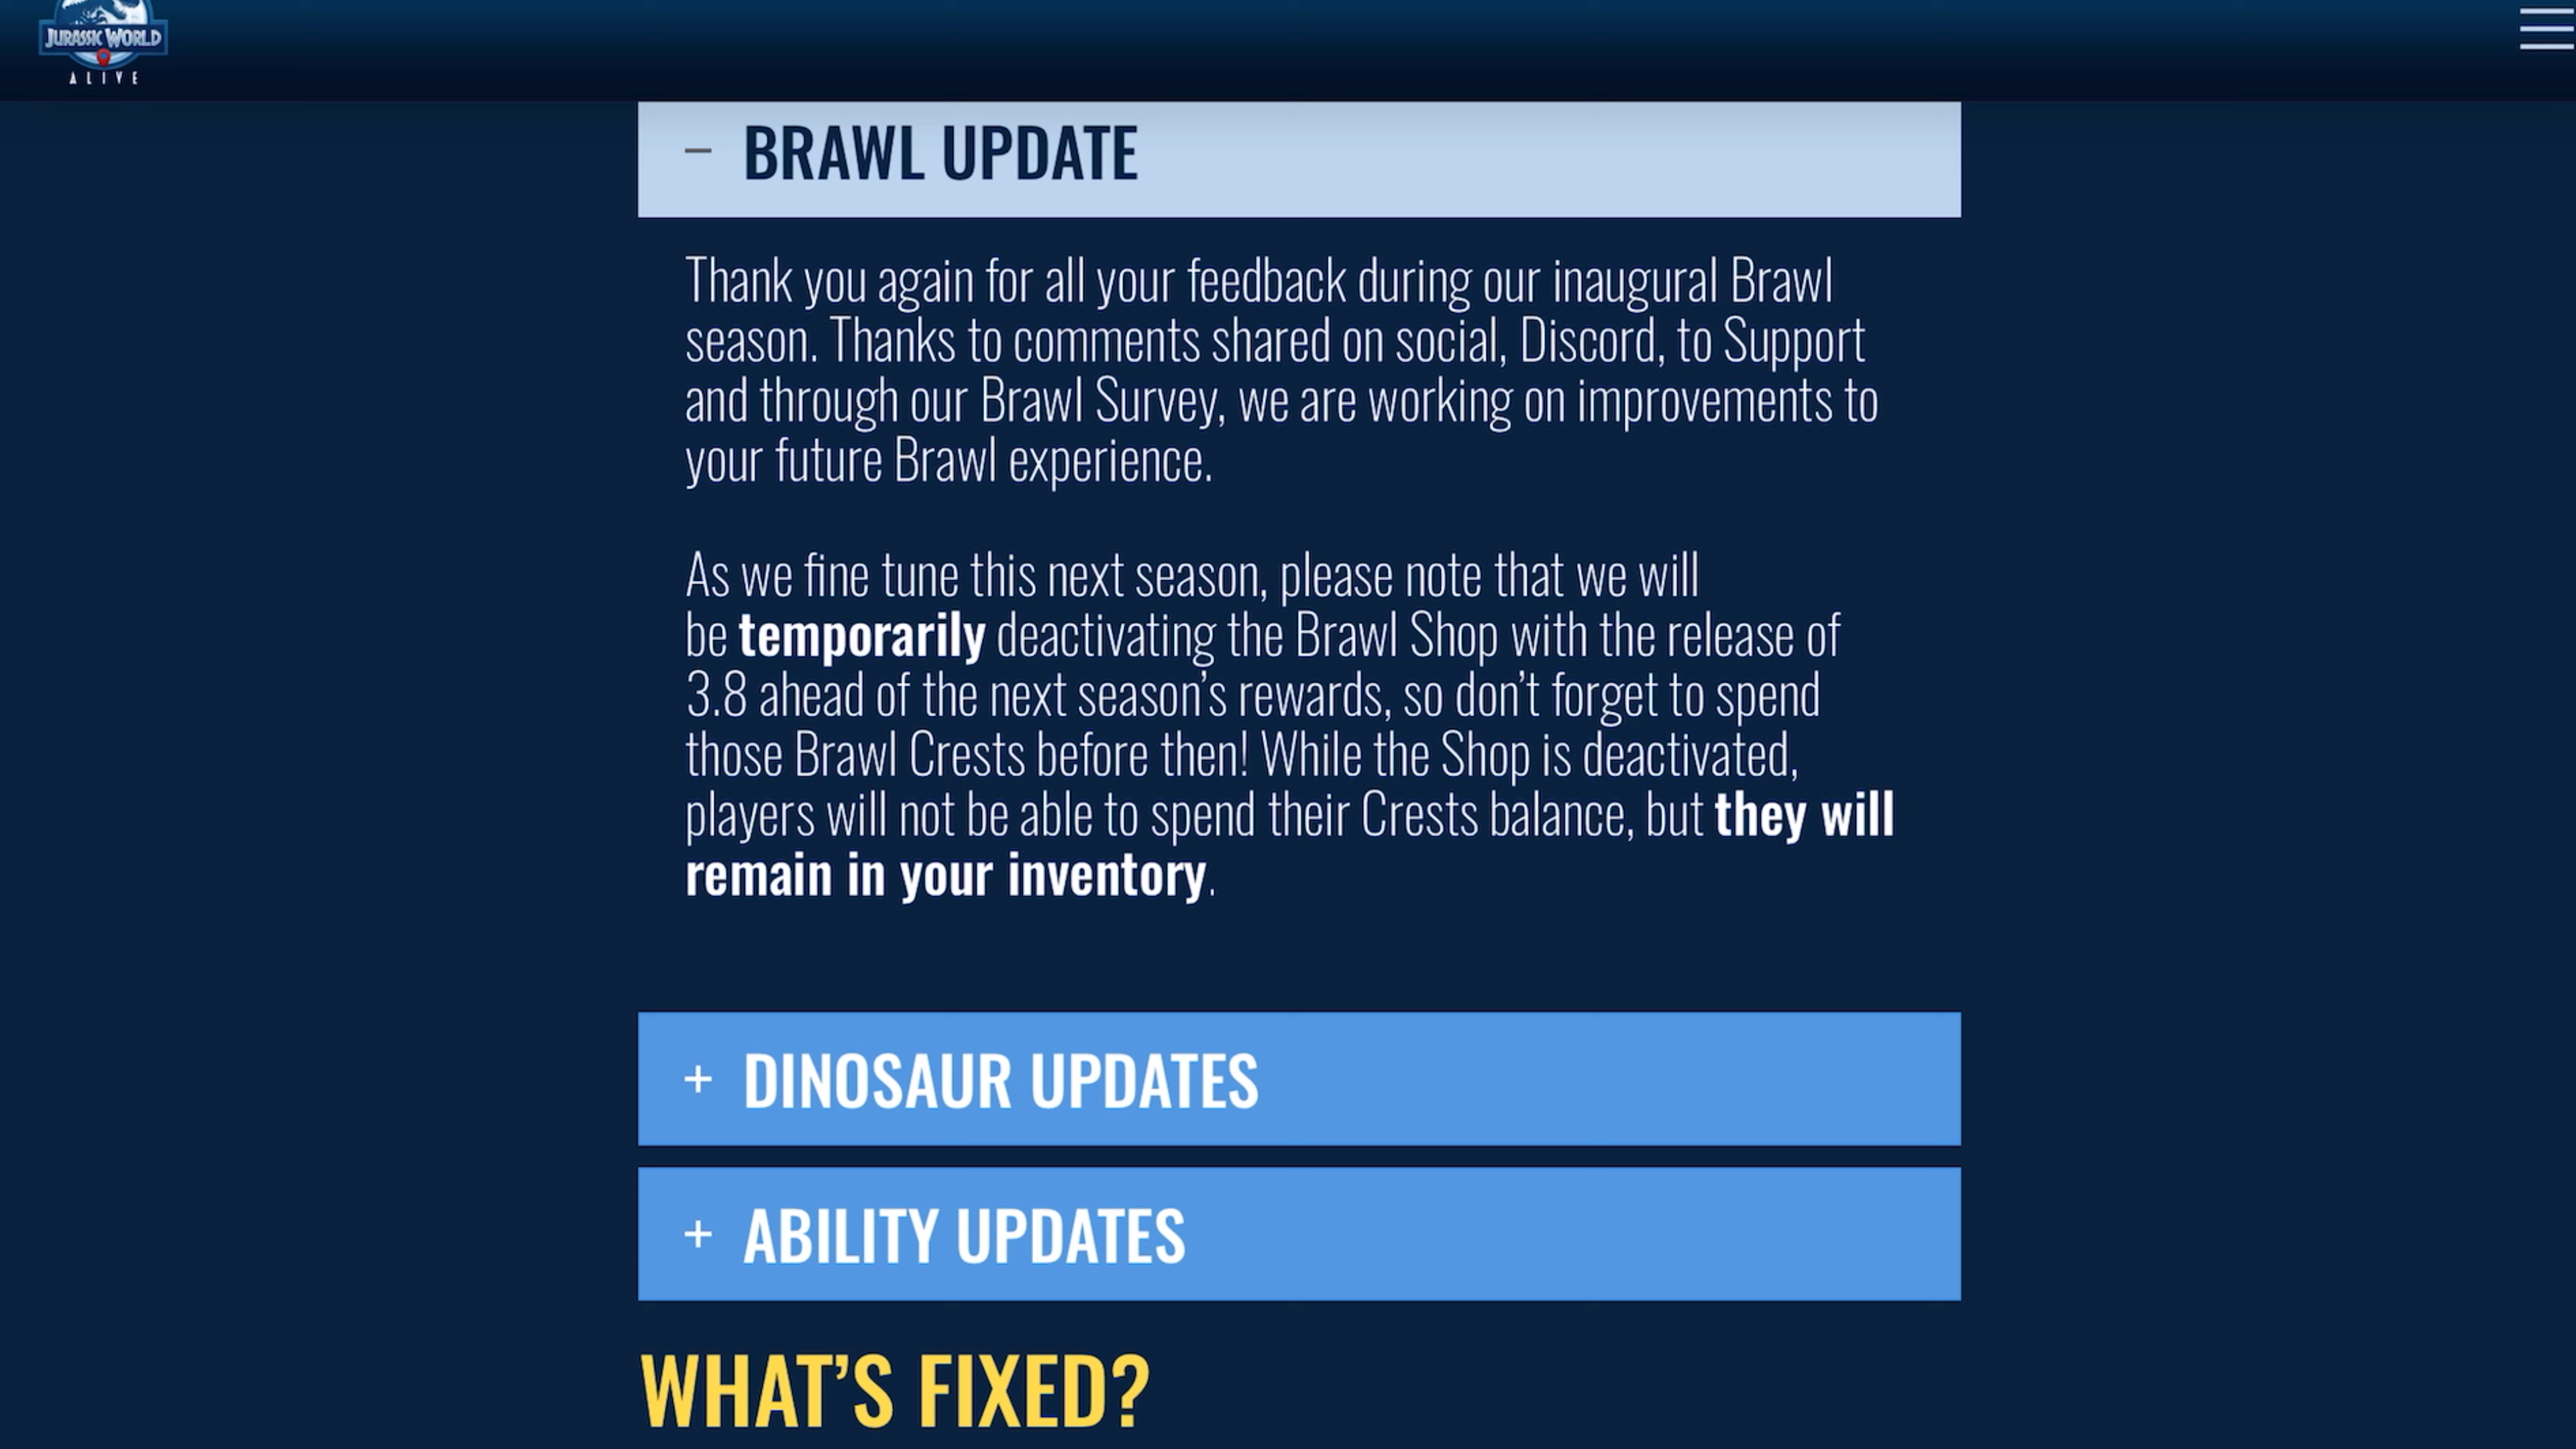 JURASSIC WORLD
ALIVE
– BRAWL UPDATE
Thank you again for all your feedback during our inaugural Brawl
season. Thanks to comments shared on social, Discord, to Support
and through our Brawl Survey, we are working on improvements to
your future Brawl experience.
As we fine tune this next season, please note that we will
be temporarily deactivating the Brawl Shop with the release of
3.8 ahead of the next season’s rewards, so don’t forget to spend
those Brawl Crests before then! While the Shop is deactivated,
players will not be able to spend their Crests balance, but they will
remain in your inventory.
+ DINOSAUR UPDATES
+ ABILITY UPDATES
WHAT’S FIXED?